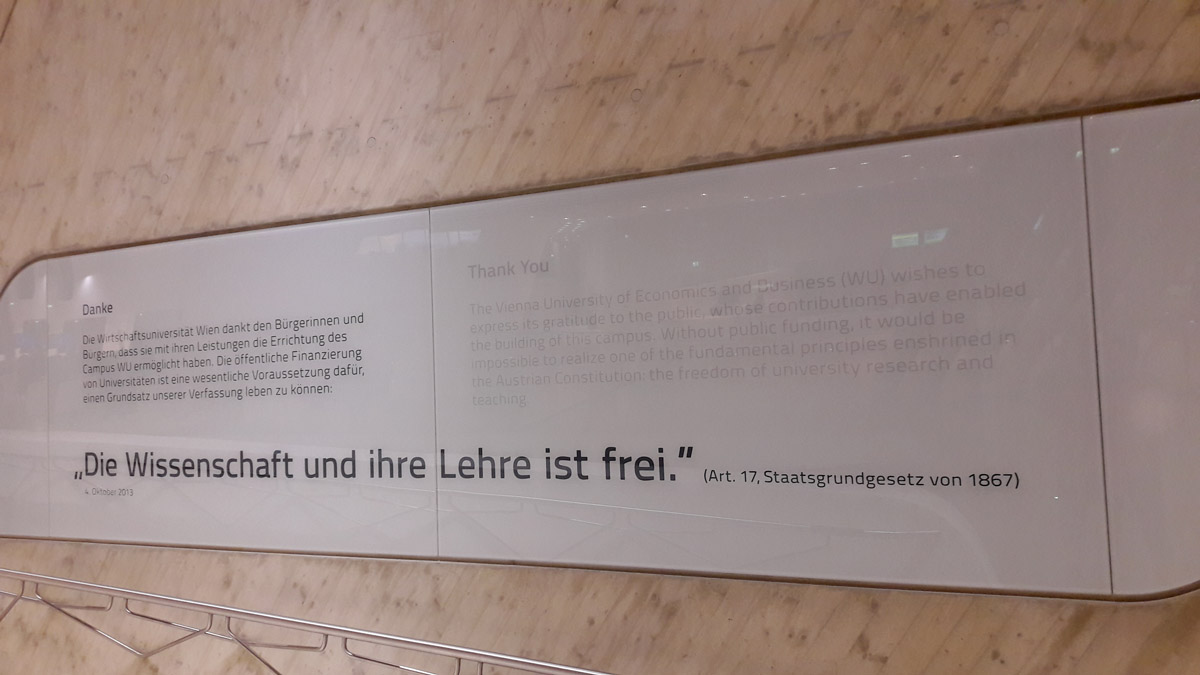 Danke
Die Wirtschaftsuniversität Wien dankt den Bürgerinnen und
Bürgern, dass sie mit ihren Leistungen die Errichtung des
Campus WU ermöglicht haben. Die öffentliche Finanzierung
von Universitäten ist eine wesentliche Voraussetzung dafür,
einen Grundsatz unserer Verfassung leben zu können:
Thank You
The Vienna University of Economics and Business (WU) wishes to
express its gratitude to the public, whose contributions have enabled
the building of this campus. Without public funding, it would be
impossible to realize one of the fundamental principles enshrined in
the Austrian Constitution: the freedom of university research and
teaching.
„Die Wissenschaft und ihre Lehre ist frei.” (Art. 17, Staatsgrundgesetz von 1867)
4. Oktober 2013